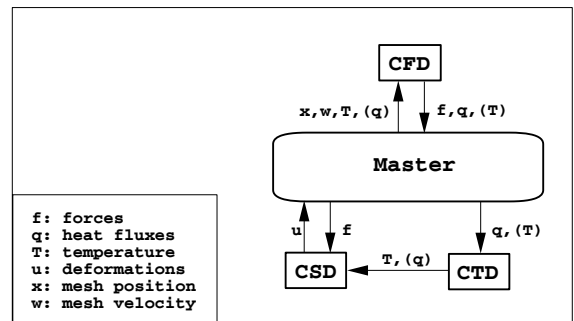 CFD
x,w,T,(q)
f,q,(T)
Master
u
f
q,(T)
CSD
T,(q)
CTD
f: forces
q: heat fluxes
T: temperature
u: deformations
x: mesh position
w: mesh velocity